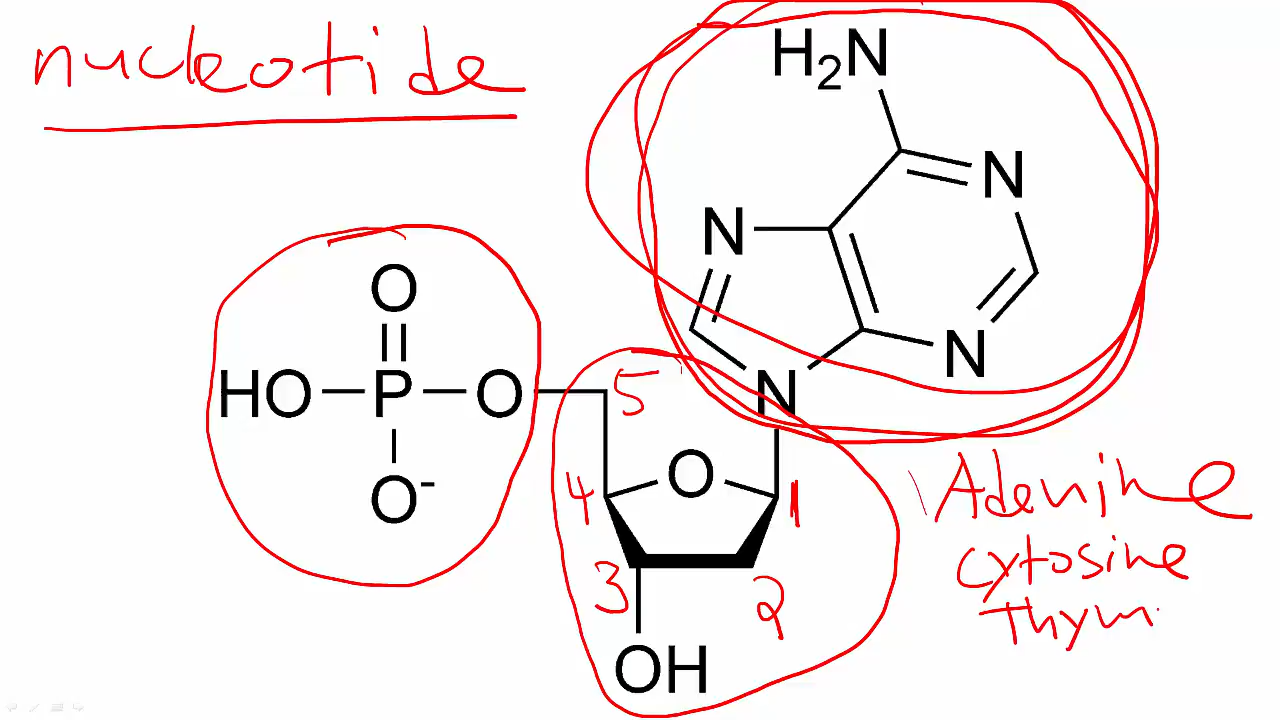 nucleotide
H₂N
N
N
N
N
O
HO P O
O-
5
O
4
1
3
2
OH
Adenine
cytosine
Thym